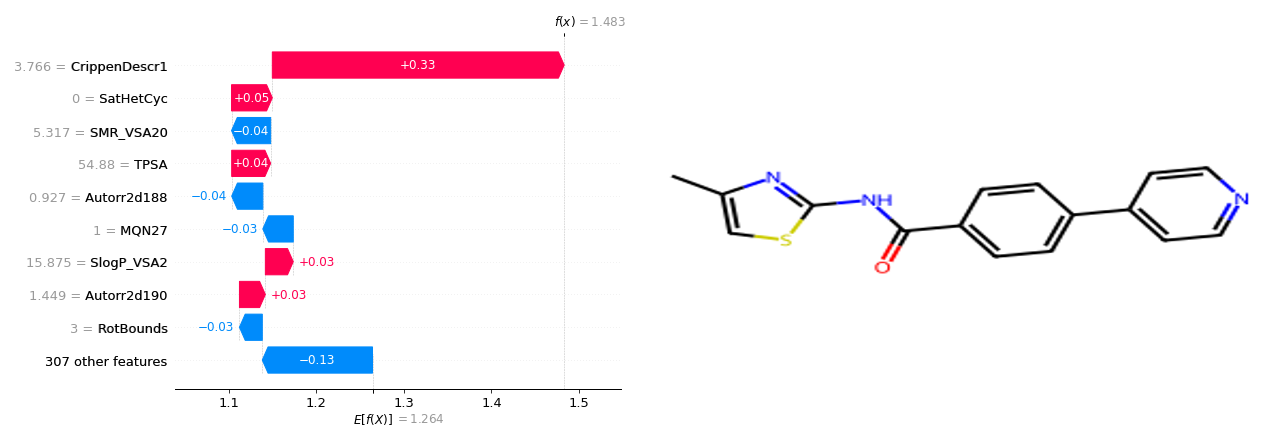 f(x) = 1.483
3.766 = CrippenDescr1
+0.33
0 = SatHetCyc
+0.05
5.317 = SMR_VSA20
−0.04
54.88 = TPSA
+0.04
0.927 = Autorr2d188
−0.04
1 = MQN27
−0.03
15.875 = SlogP_VSA2
+0.03
1.449 = Autorr2d190
+0.03
3 = RotBounds
−0.03
307 other features
−0.13
1.1 1.2 1.3 1.4 1.5
E[f(X)] = 1.264
N
NH
S
O
N